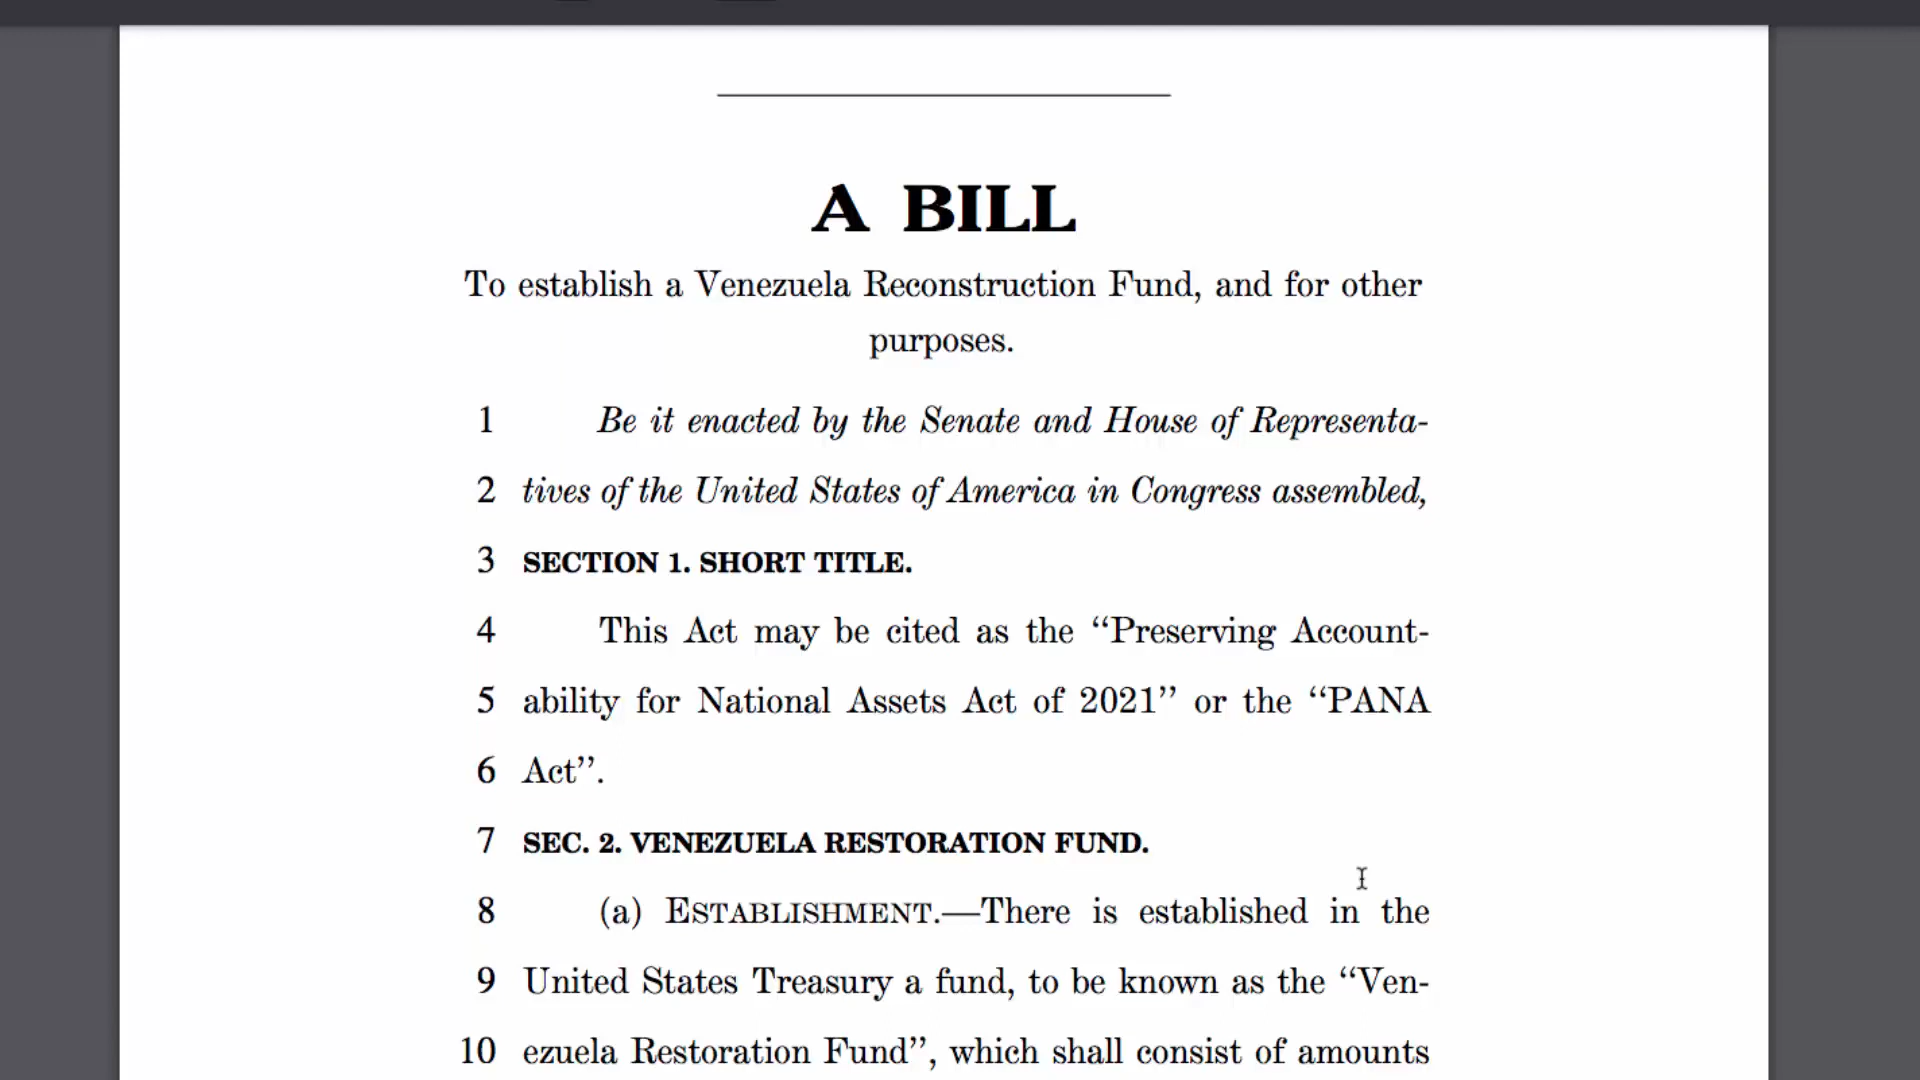 A BILL
To establish a Venezuela Reconstruction Fund, and for other
purposes.
1 Be it enacted by the Senate and House of Representa-
2 tives of the United States of America in Congress assembled,
3 SECTION 1. SHORT TITLE.
4 This Act may be cited as the ‘‘Preserving Account-
5 ability for National Assets Act of 2021’’ or the ‘‘PANA
6 Act’’.
7 SEC. 2. VENEZUELA RESTORATION FUND.
8 (a) ESTABLISHMENT.—There is established in the
9 United States Treasury a fund, to be known as the ‘‘Ven-
10 ezuela Restoration Fund’’, which shall consist of amounts